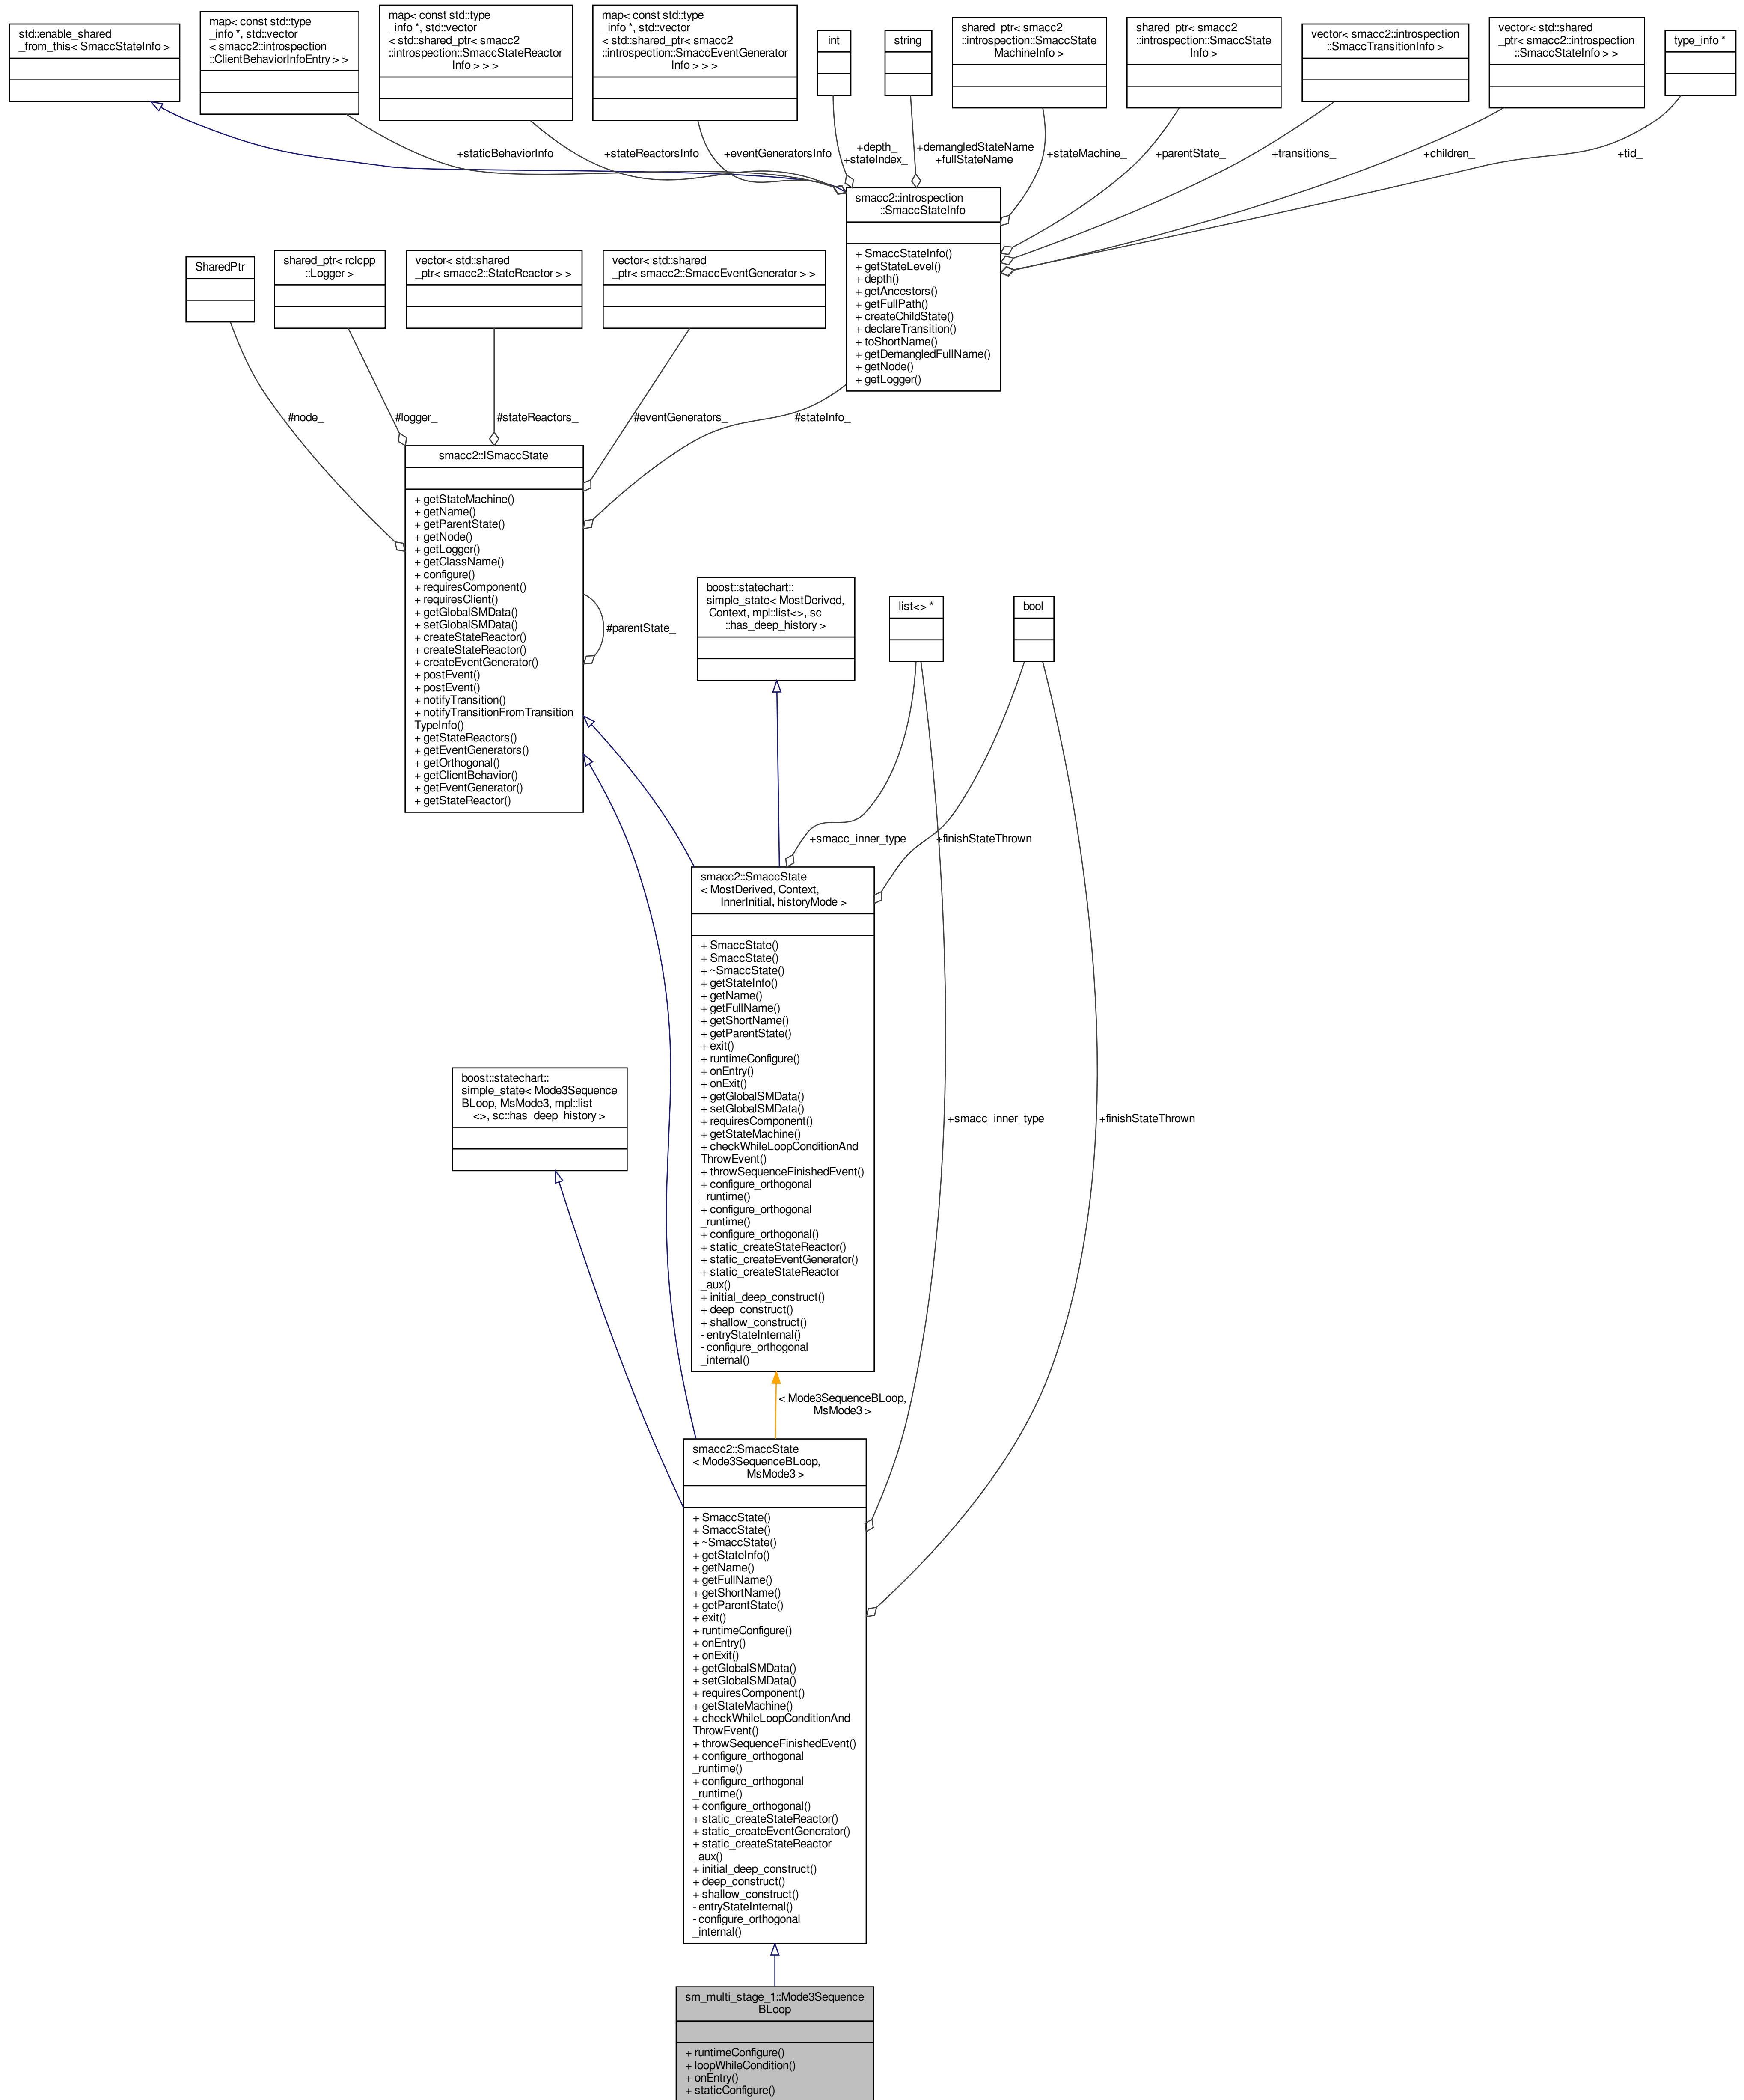 std::enable_shared
_from_this< SmaccStateInfo >
map< const std::type
_info *, std::vector
< smacc2::introspection
::ClientBehaviorInfoEntry > >
map< const std::type
_info *, std::vector
< std::shared_ptr< smacc2
::introspection::SmaccStateReactor
Info > > >
map< const std::type
_info *, std::vector
< std::shared_ptr< smacc2
::introspection::SmaccEventGenerator
Info > > >
int
string
shared_ptr< smacc2
::introspection::SmaccState
MachineInfo >
shared_ptr< smacc2
::introspection::SmaccState
Info >
vector< smacc2::introspection
::SmaccTransitionInfo >
vector< std::shared
_ptr< smacc2::introspection
::SmaccStateInfo > >
type_info *
+staticBehaviorInfo
+stateReactorsInfo
+eventGeneratorsInfo
+depth_
+stateIndex_
+demangledStateName
+fullStateName
+stateMachine_
+parentState_
+transitions_
+children_
+tid_
smacc2::introspection
::SmaccStateInfo
+ SmaccStateInfo()
+ getStateLevel()
+ depth()
+ getAncestors()
+ getFullPath()
+ createChildState()
+ declareTransition()
+ toShortName()
+ getDemangledFullName()
+ getNode()
+ getLogger()
SharedPtr
shared_ptr< rclcpp
::Logger >
vector< std::shared
_ptr< smacc2::StateReactor > >
vector< std::shared
_ptr< smacc2::SmaccEventGenerator > >
#node_
#logger_
#stateReactors_
#eventGenerators_
#stateInfo_
smacc2::ISmaccState
+ getStateMachine()
+ getName()
+ getParentState()
+ getNode()
+ getLogger()
+ getClassName()
+ configure()
+ requiresComponent()
+ requiresClient()
+ getGlobalSMData()
+ setGlobalSMData()
+ createStateReactor()
+ createStateReactor()
+ createEventGenerator()
+ postEvent()
+ postEvent()
+ notifyTransition()
+ notifyTransitionFromTransition
TypeInfo()
+ getStateReactors()
+ getEventGenerators()
+ getOrthogonal()
+ getClientBehavior()
+ getEventGenerator()
+ getStateReactor()
#parentState_
boost::statechart::
simple_state< MostDerived,
Context, mpl::list<>, sc
::has_deep_history >
list<> *
bool
+smacc_inner_type
+finishStateThrown
smacc2::SmaccState
< MostDerived, Context,
InnerInitial, historyMode >
+ SmaccState()
+ SmaccState()
+ ~SmaccState()
+ getStateInfo()
+ getName()
+ getFullName()
+ getShortName()
+ getParentState()
+ exit()
+ runtimeConfigure()
+ onEntry()
+ onExit()
+ getGlobalSMData()
+ setGlobalSMData()
+ requiresComponent()
+ getStateMachine()
+ checkWhileLoopConditionAnd
ThrowEvent()
+ throwSequenceFinishedEvent()
+ configure_orthogonal
_runtime()
+ configure_orthogonal
_runtime()
+ configure_orthogonal()
+ static_createStateReactor()
+ static_createEventGenerator()
+ static_createStateReactor
_aux()
+ initial_deep_construct()
+ deep_construct()
+ shallow_construct()
- entryStateInternal()
- configure_orthogonal
_internal()
boost::statechart::
simple_state< Mode3Sequence
BLoop, MsMode3, mpl::list
<>, sc::has_deep_history >
+smacc_inner_type
+finishStateThrown
< Mode3SequenceBLoop,
MsMode3 >
smacc2::SmaccState
< Mode3SequenceBLoop,
MsMode3 >
+ SmaccState()
+ SmaccState()
+ ~SmaccState()
+ getStateInfo()
+ getName()
+ getFullName()
+ getShortName()
+ getParentState()
+ exit()
+ runtimeConfigure()
+ onEntry()
+ onExit()
+ getGlobalSMData()
+ setGlobalSMData()
+ requiresComponent()
+ getStateMachine()
+ checkWhileLoopConditionAnd
ThrowEvent()
+ throwSequenceFinishedEvent()
+ configure_orthogonal
_runtime()
+ configure_orthogonal
_runtime()
+ configure_orthogonal()
+ static_createStateReactor()
+ static_createEventGenerator()
+ static_createStateReactor
_aux()
+ initial_deep_construct()
+ deep_construct()
+ shallow_construct()
- entryStateInternal()
- configure_orthogonal
_internal()
sm_multi_stage_1::Mode3Sequence
BLoop
+ runtimeConfigure()
+ loopWhileCondition()
+ onEntry()
+ staticConfigure()